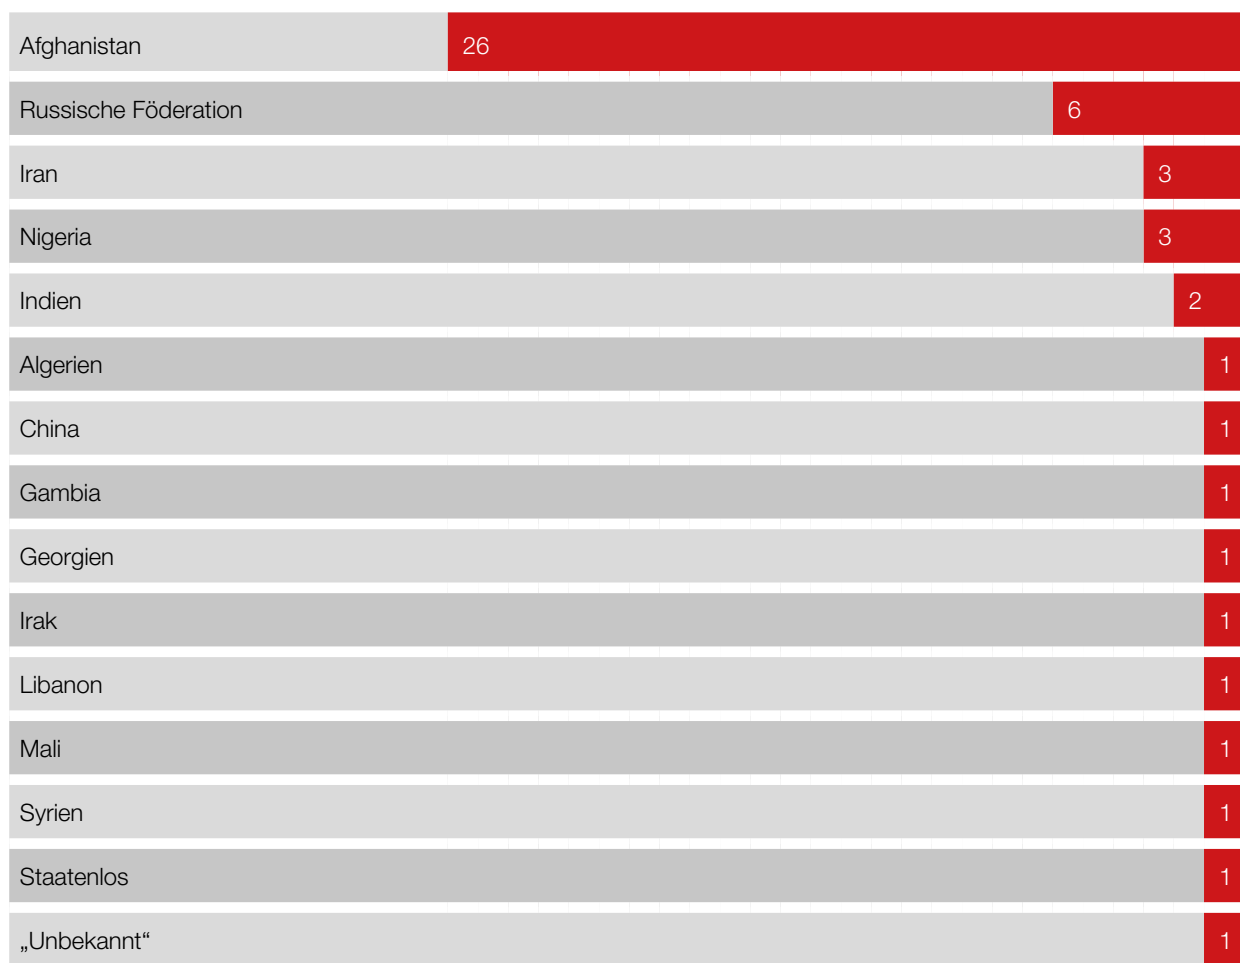 Afghanistan 26
Russische Föderation 6
Iran 3
Nigeria 3
Indien 2
Algerien 1
China 1
Gambia 1
Georgien 1
Irak 1
Libanon 1
Mali 1
Syrien 1
Staatenlos 1
„Unbekannt“ 1